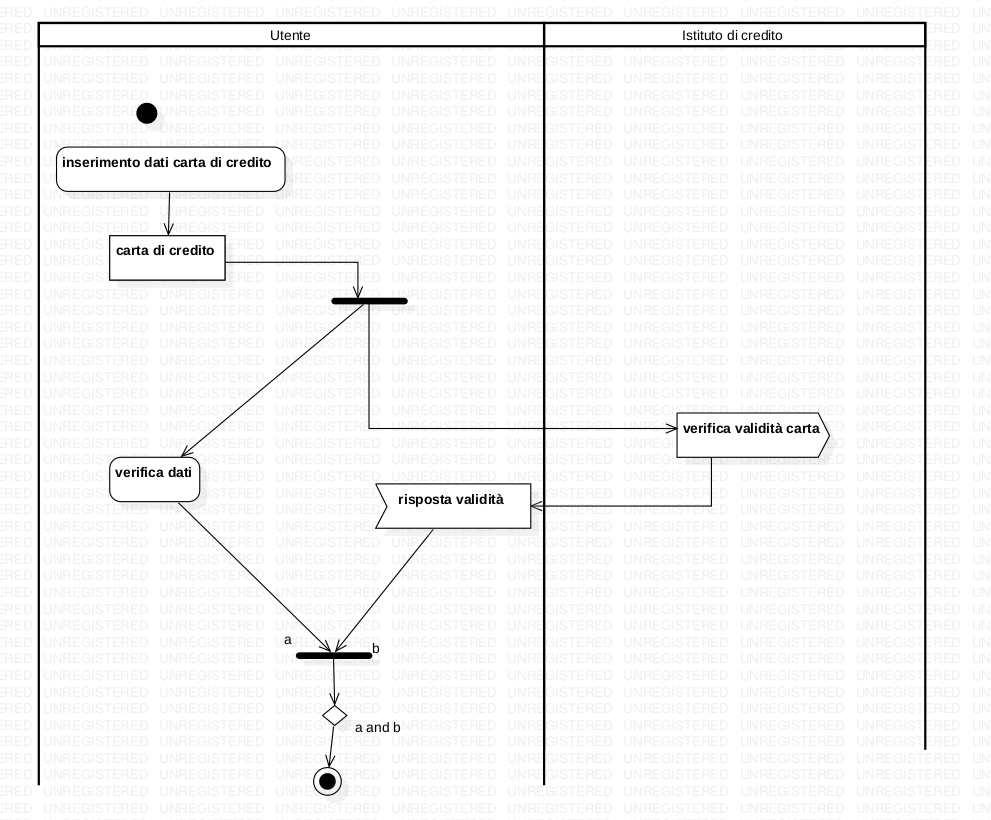 Utente
Istituto di credito
inserimento dati carta di credito
carta di credito
verifica validità carta
verifica dati
risposta validità
a
b
a and b
UNREGISTERED